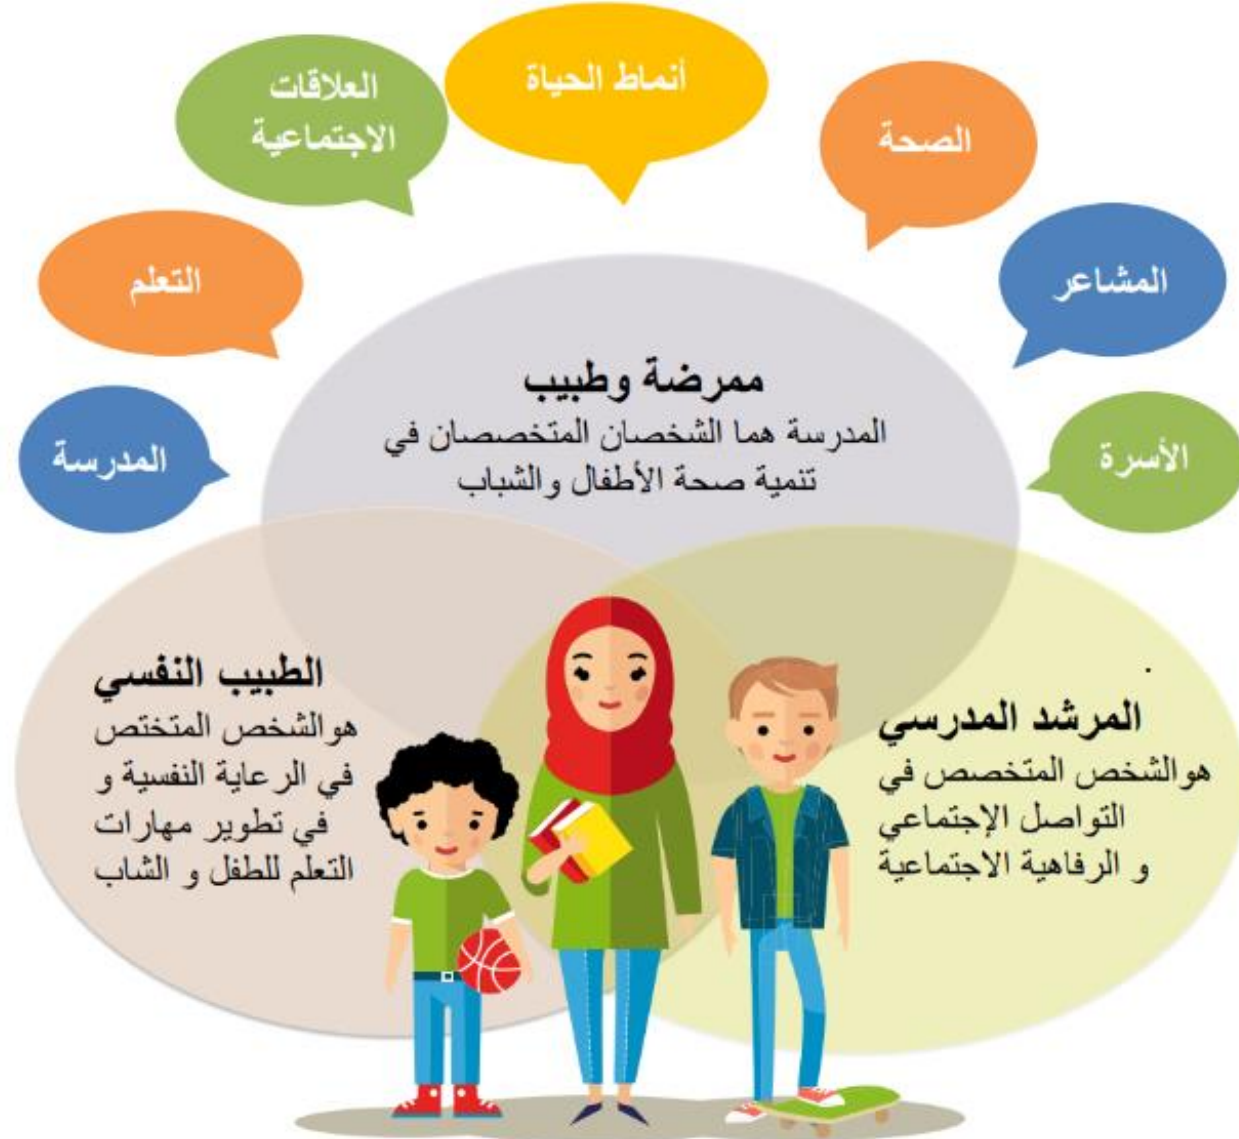 أنماط الحياة
العلاقات
الاجتماعية
الصحة
التعلم
المشاعر
المدرسة
الأسرة
ممرضة وطبيب
المدرسة هما الشخصان المتخصصان في
تنمية صحة الأطفال والشباب
.
المرشد المدرسي
هوالشخص المتخصص في
التواصل الإجتماعي
و الرفاهية الاجتماعية
الطبيب النفسي
هوالشخص المتختص
في الرعاية النفسية و
في تطوير مهارات
التعلم للطفل و الشاب